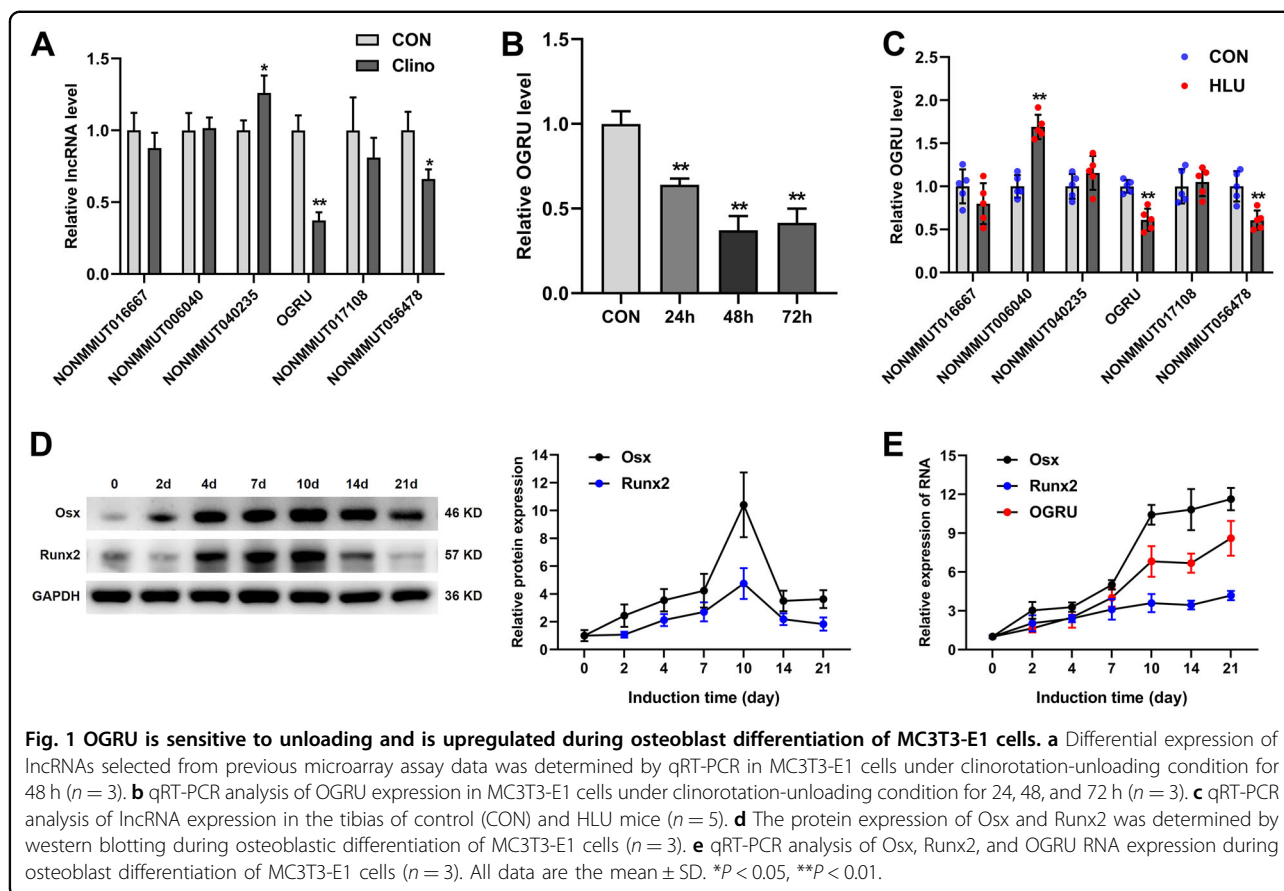 A
CON
Clino
Relative lncRNA level
1.5
1.0
0.5
0.0
*
**
*
NONMMUT016667
NONMMUT006040
NONMMUT040235
OGRU
NONMMUT017108
NONMMUT056478
B
Relative OGRU level
1.5
1.0
0.5
0.0
**
**
**
CON 24h 48h 72h
C
CON
HLU
Relative OGRU level
2.5
2.0
1.5
1.0
0.5
0.0
**
**
**
NONMMUT016667
NONMMUT006040
NONMMUT040235
OGRU
NONMMUT017108
NONMMUT056478
D
0 2d 4d 7d 10d 14d 21d
Osx 46 KD
Runx2 57 KD
GAPDH 36 KD
Osx
Runx2
Relative protein expression
14
12
10
8
6
4
2
0
0 2 4 7 10 14 21
Induction time (day)
E
Osx
Runx2
OGRU
Relative expression of RNA
15
12
9
6
3
0
0 2 4 7 10 14 21
Induction time (day)
Fig. 1 OGRU is sensitive to unloading and is upregulated during osteoblast differentiation of MC3T3-E1 cells. a Differential expression of
lncRNAs selected from previous microarray assay data was determined by qRT-PCR in MC3T3-E1 cells under clinorotation-unloading condition for
48 h (n = 3). b qRT-PCR analysis of OGRU expression in MC3T3-E1 cells under clinorotation-unloading condition for 24, 48, and 72 h (n = 3). c qRT-PCR
analysis of lncRNA expression in the tibias of control (CON) and HLU mice (n = 5). d The protein expression of Osx and Runx2 was determined by
western blotting during osteoblastic differentiation of MC3T3-E1 cells (n = 3). e qRT-PCR analysis of Osx, Runx2, and OGRU RNA expression during
osteoblast differentiation of MC3T3-E1 cells (n = 3). All data are the mean ± SD. *P < 0.05, **P < 0.01.